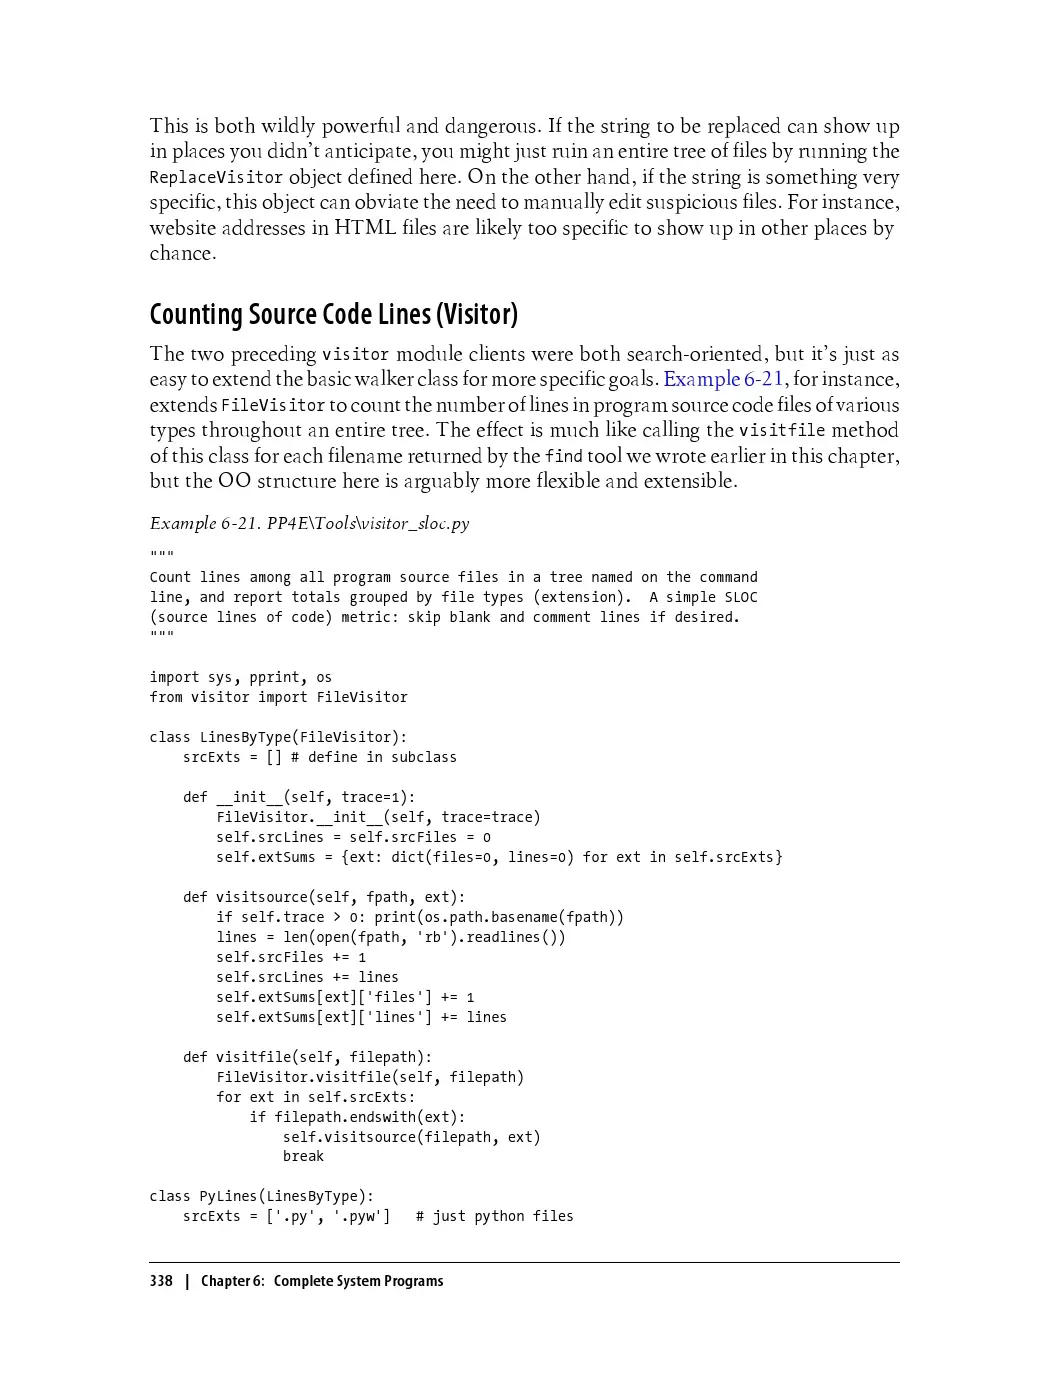 This is both wildly powerful and dangerous. If the string to be replaced can show up
in places you didn’t anticipate, you might just ruin an entire tree of files by running the
ReplaceVisitor object defined here. On the other hand, if the string is something very
specific, this object can obviate the need to manually edit suspicious files. For instance,
website addresses in HTML files are likely too specific to show up in other places by
chance.
Counting Source Code Lines (Visitor)
The two preceding visitor module clients were both search-oriented, but it’s just as
easy to extend the basic walker class for more specific goals. Example 6-21, for instance,
extends FileVisitor to count the number of lines in program source code files of various
types throughout an entire tree. The effect is much like calling the visitfile method
of this class for each filename returned by the find tool we wrote earlier in this chapter,
but the OO structure here is arguably more flexible and extensible.
Example 6-21. PP4E\Tools\visitor_sloc.py
"""
Count lines among all program source files in a tree named on the command
line, and report totals grouped by file types (extension).  A simple SLOC
(source lines of code) metric: skip blank and comment lines if desired.
"""
import sys, pprint, os
from visitor import FileVisitor
class LinesByType(FileVisitor):
    srcExts = [] # define in subclass
    def __init__(self, trace=1):
        FileVisitor.__init__(self, trace=trace)
        self.srcLines = self.srcFiles = 0
        self.extSums = {ext: dict(files=0, lines=0) for ext in self.srcExts}
    def visitsource(self, fpath, ext):
        if self.trace > 0: print(os.path.basename(fpath))
        lines = len(open(fpath, 'rb').readlines())
        self.srcFiles += 1
        self.srcLines += lines
        self.extSums[ext]['files'] += 1
        self.extSums[ext]['lines'] += lines
    def visitfile(self, filepath):
        FileVisitor.visitfile(self, filepath)
        for ext in self.srcExts:
            if filepath.endswith(ext):
                self.visitsource(filepath, ext)
                break
class PyLines(LinesByType):
    srcExts = ['.py', '.pyw']   # just python files
338 | Chapter 6: Complete System Programs